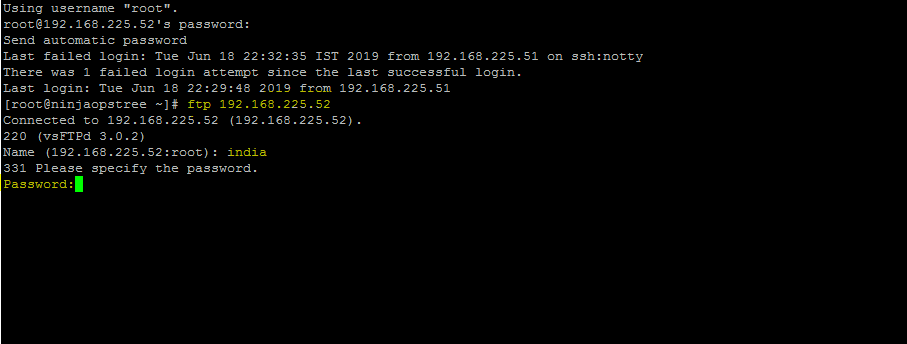 Using username "root".
root@192.168.225.52's password:
Send automatic password
Last failed login: Tue Jun 18 22:32:35 IST 2019 from 192.168.225.51 on ssh:notty
There was 1 failed login attempt since the last successful login.
Last login: Tue Jun 18 22:29:48 2019 from 192.168.225.51
[root@ninjaopstree ~]# ftp 192.168.225.52
Connected to 192.168.225.52 (192.168.225.52).
220 (vsFTPd 3.0.2)
Name (192.168.225.52:root): india
331 Please specify the password.
Password: